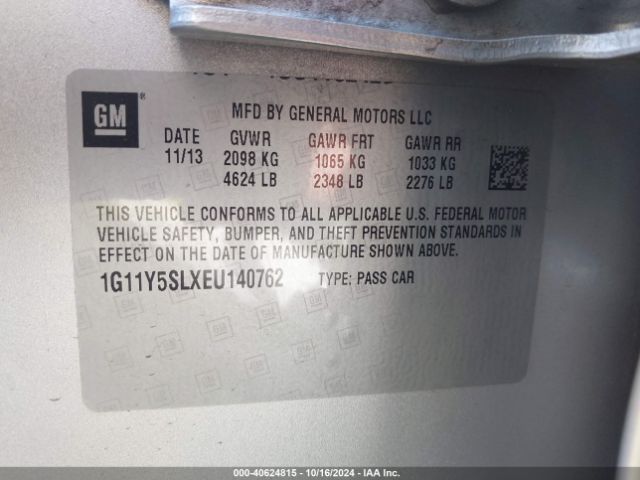 GM
MFD BY GENERAL MOTORS LLC
DATE GVWR GAWR FRT GAWR RR
11/13 2098 KG 1065 KG 1033 KG
4624 LB 2348 LB 2276 LB
THIS VEHICLE CONFORMS TO ALL APPLICABLE U.S. FEDERAL MOTOR
VEHICLE SAFETY, BUMPER, AND THEFT PREVENTION STANDARDS IN
EFFECT ON THE DATE OF MANUFACTURE SHOWN ABOVE.
1G11Y5SLXEU140762 TYPE: PASS CAR
000-40624815 - 10/16/2024 - IAA Inc.